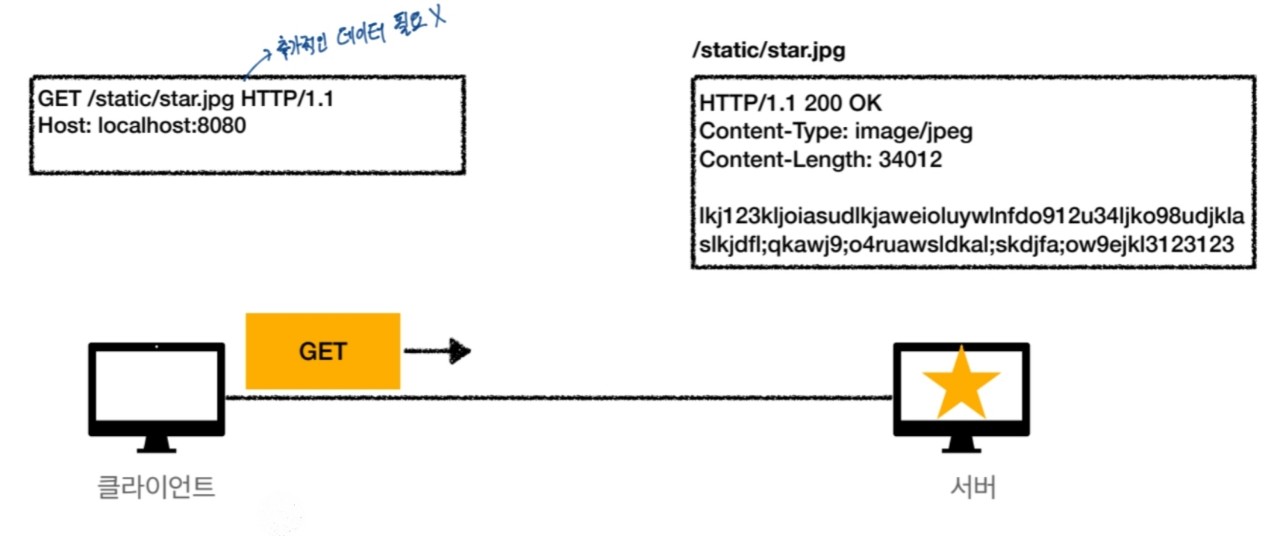 추가적인 데이터 필요 X
GET /static/star.jpg HTTP/1.1
Host: localhost:8080
/static/star.jpg
HTTP/1.1 200 OK
Content-Type: image/jpeg
Content-Length: 34012
lkj123kljoiasudlkjaweioluywlnfdo912u34ljko98udjkla
slkjdfl;qkawj9;o4ruawsldkal;skdjfa;ow9ejkl3123123
GET
클라이언트
서버